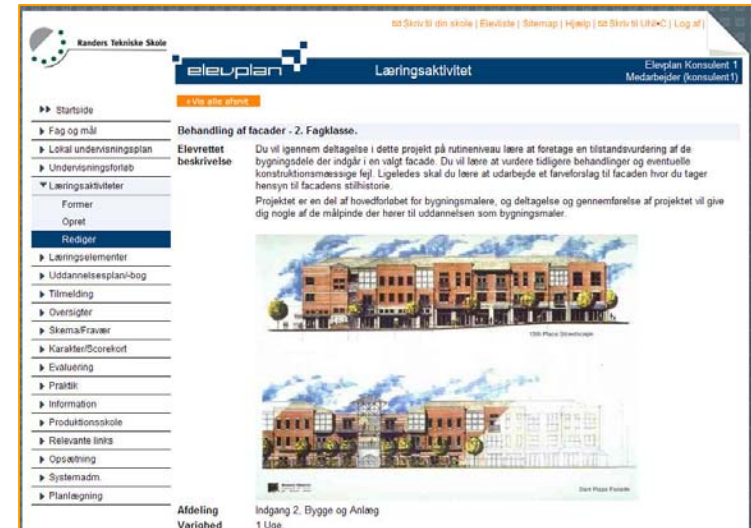 Skriv til din skole | Elevliste | Sitemap | Hjælp | Skriv til UNI•C | Log af |
Randers Tekniske Skole
elevplan
Læringsaktivitet
Elevplan Konsulent 1
Medarbejder (konsulent1)
Startside
Fag og mål
Lokal undervisningsplan
Undervisningsforløb
Læringsaktiviteter
Former
Opret
Rediger
Læringselementer
Uddannelsesplan/-bog
Tilmelding
Oversigter
Skema/Fravær
Karakter/Scorekort
Evaluering
Praktik
Information
Produktionsskole
Relevante links
Opsætning
Systemadm.
Planlægning
+Vis alle afsnit
Behandling af facader - 2. Fagklasse.
Elevrettet beskrivelse
Du vil igennem deltagelse i dette projekt på rutineniveau lære at foretage en tilstandsvurdering af de
bygningsdele der indgår i en valgt facade. Du vil lære at vurdere tidligere behandlinger og eventuelle
konstruktionsmæssige fejl. Ligeledes skal du lære at udarbejde et farveforslag til facaden hvor du tager
hensyn til facadens stilhistorie.
Projektet er en del af hovedforløbet for bygningsmalere, og deltagelse og gennemførelse af projektet vil give
dig nogle af de målpinde der hører til uddannelsen som bygningsmaler.
15th Place Streetscape
Dart Plaza Facade
Afdeling Indgang 2, Bygge og Anlæg
Varighed 1 Uge.